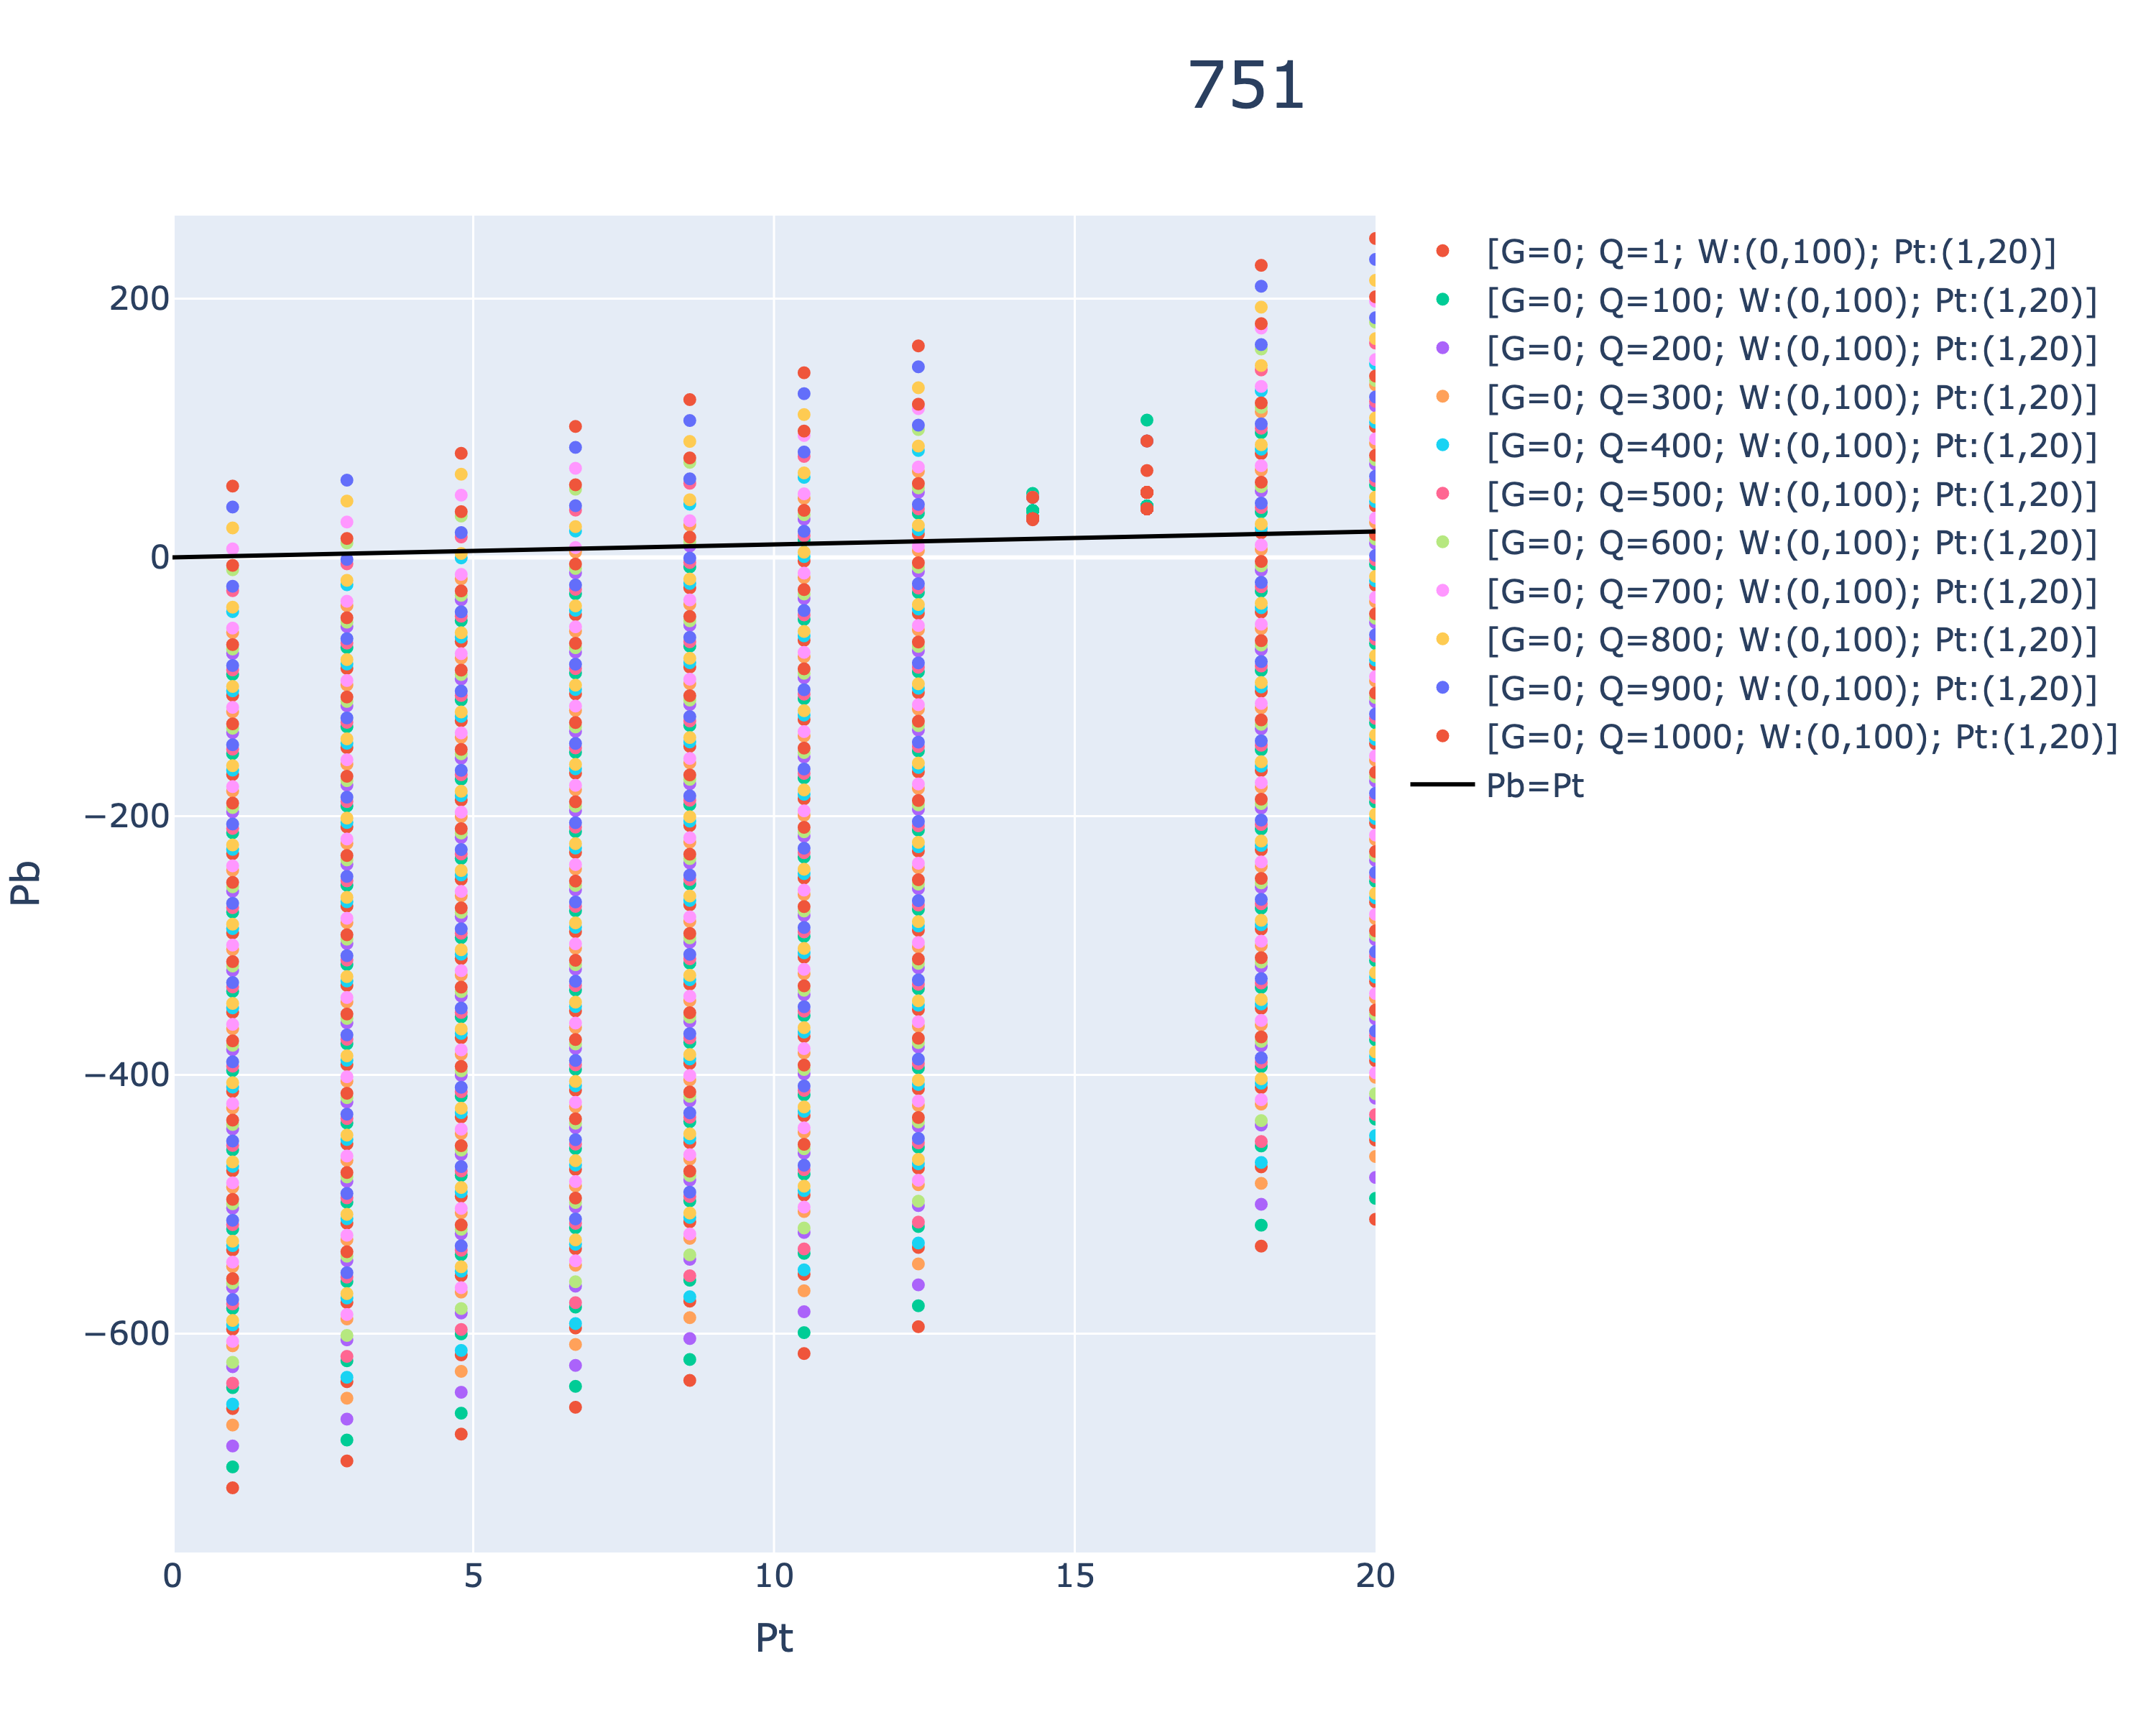 751
[G=0; Q=1; W:(0,100); Pt:(1,20)]
[G=0; Q=100; W:(0,100); Pt:(1,20)]
[G=0; Q=200; W:(0,100); Pt:(1,20)]
[G=0; Q=300; W:(0,100); Pt:(1,20)]
[G=0; Q=400; W:(0,100); Pt:(1,20)]
[G=0; Q=500; W:(0,100); Pt:(1,20)]
[G=0; Q=600; W:(0,100); Pt:(1,20)]
[G=0; Q=700; W:(0,100); Pt:(1,20)]
[G=0; Q=800; W:(0,100); Pt:(1,20)]
[G=0; Q=900; W:(0,100); Pt:(1,20)]
[G=0; Q=1000; W:(0,100); Pt:(1,20)]
Pb=Pt
200
0
−200
−400
−600
Pb
0 5 10 15 20
Pt